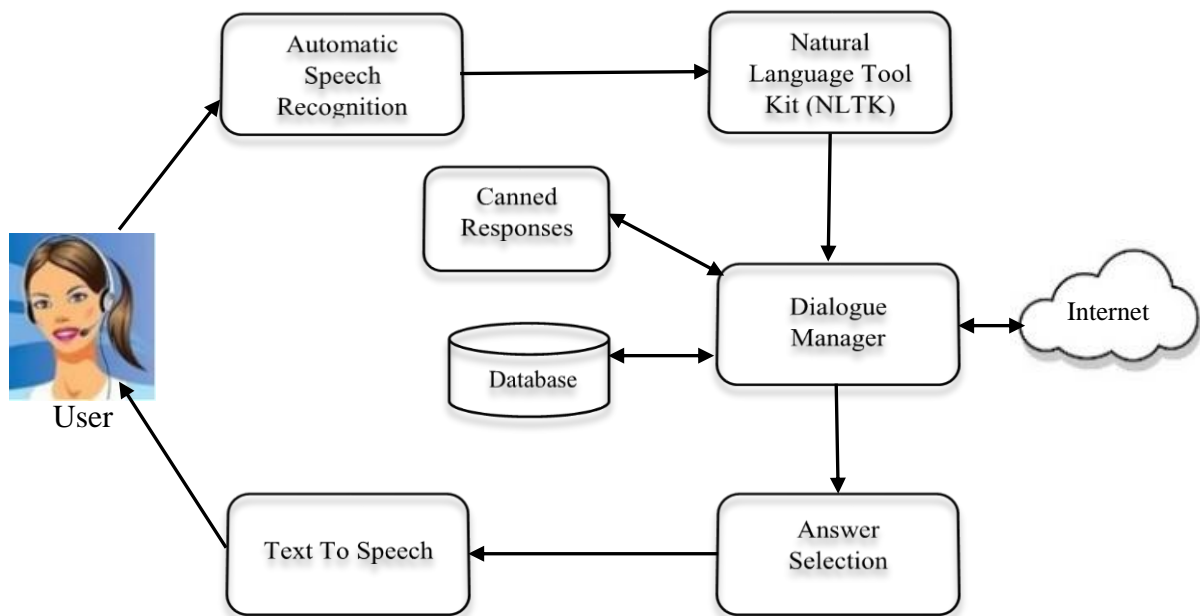 Automatic
Speech
Recognition
Natural
Language Tool
Kit (NLTK)
Canned
Responses
Dialogue
Manager
Internet
Database
User
Text To Speech
Answer
Selection